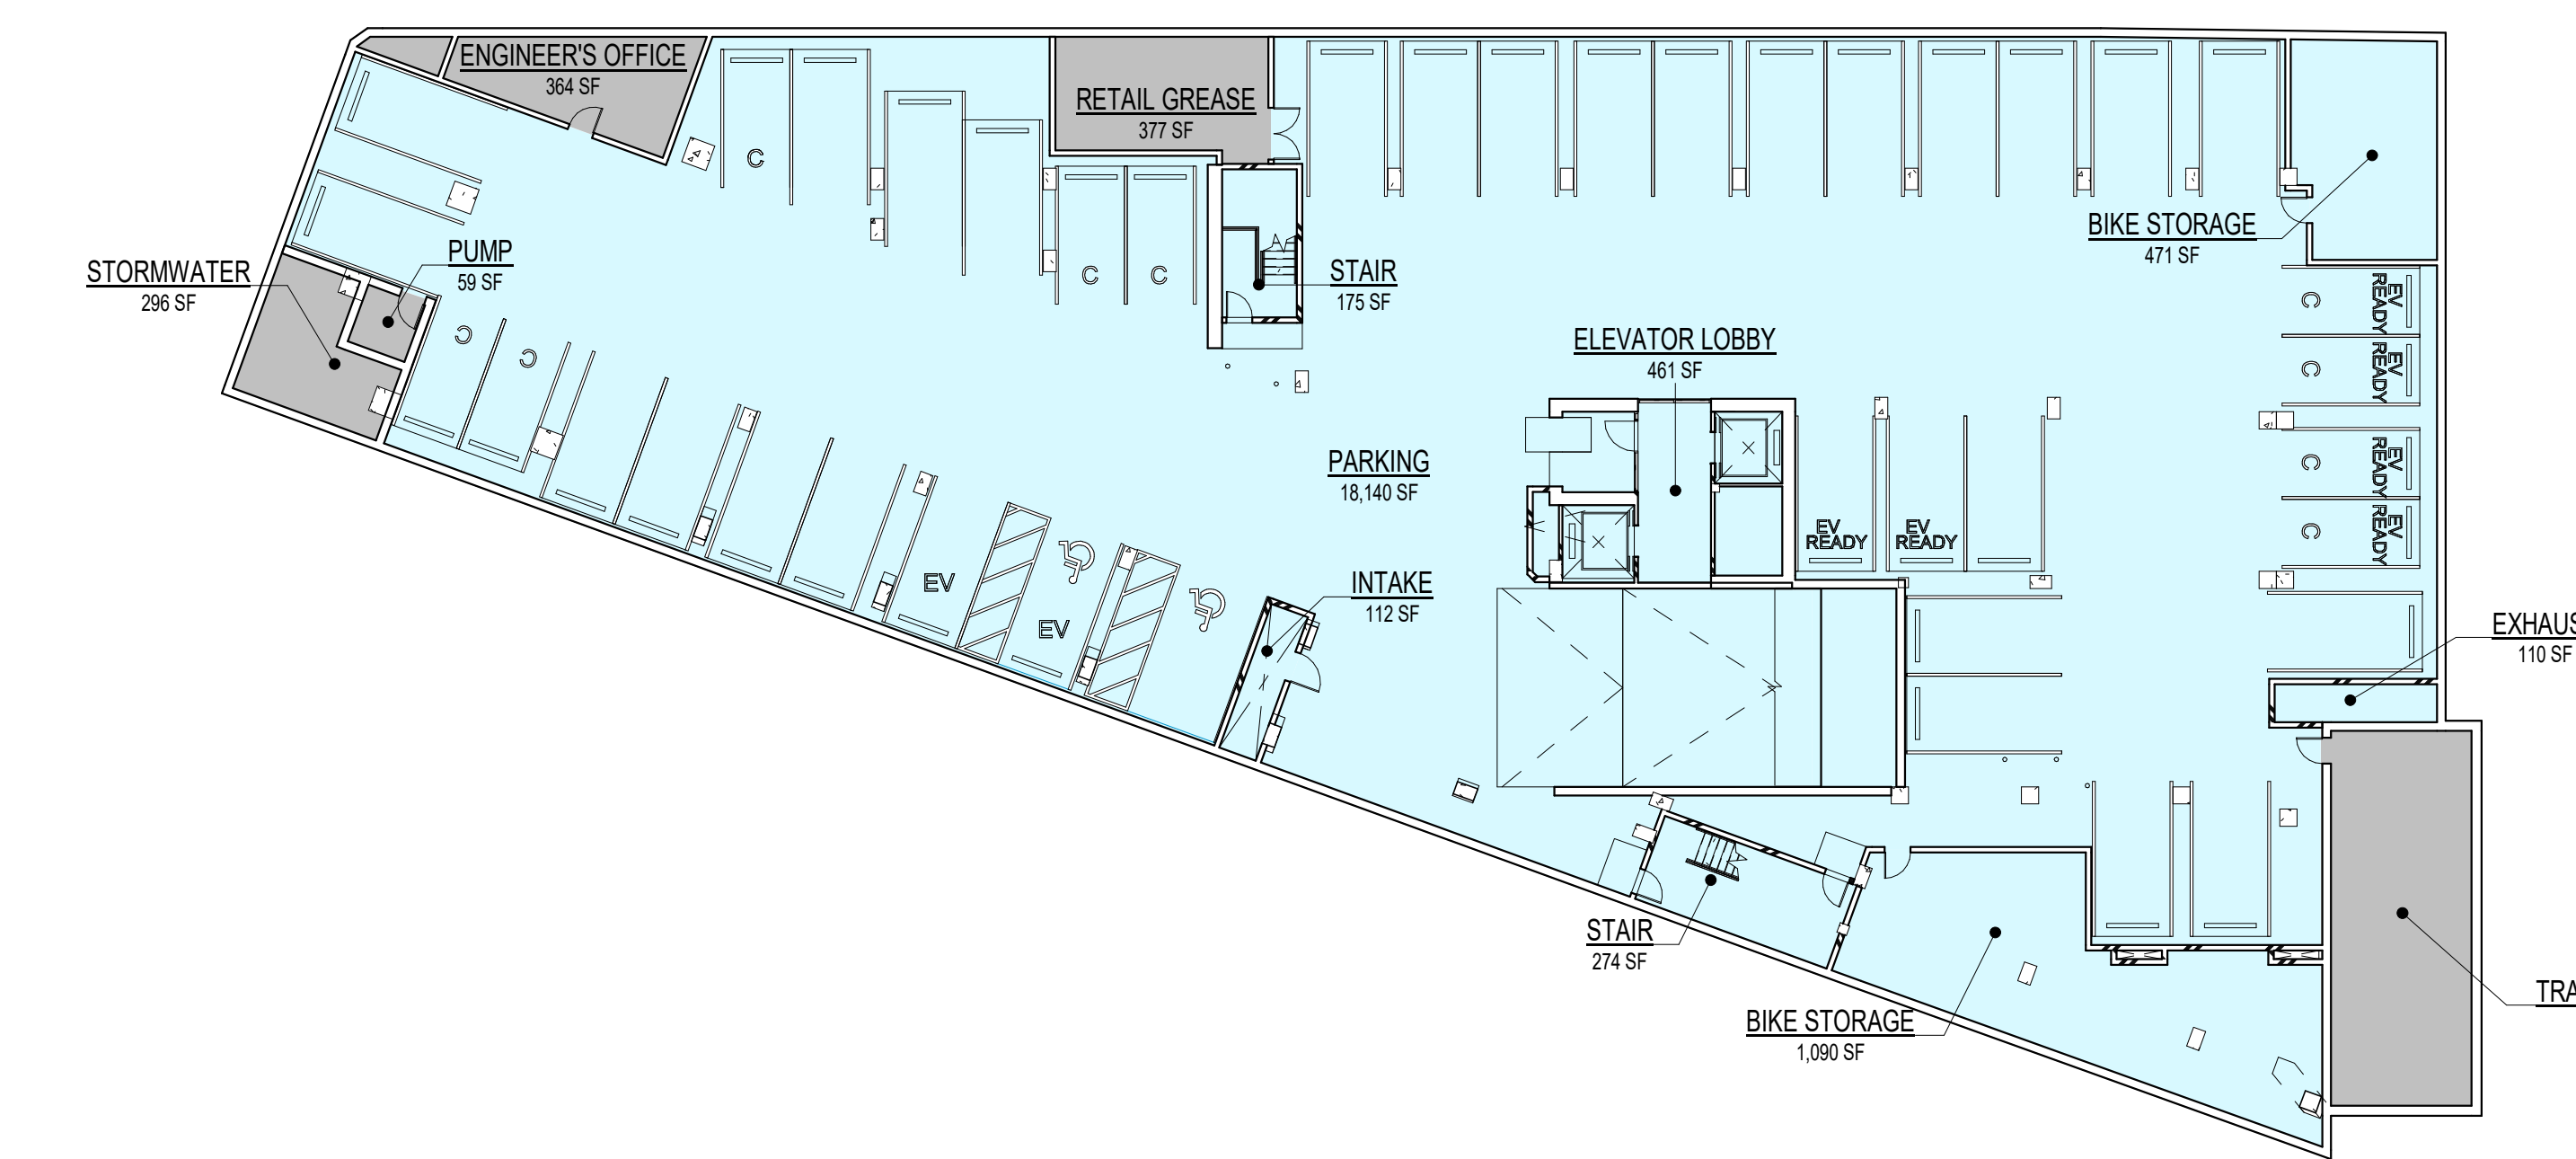 ENGINEER'S OFFICE
364 SF
RETAIL GREASE
377 SF
C
BIKE STORAGE
471 SF
PUMP
59 SF
STORMWATER
296 SF
STAIR
175 SF
C
C
C
EV
READY
C
C
ELEVATOR LOBBY
461 SF
C
EV
READY
PARKING
18,140 SF
C
EV
READY
C
EV
READY
EV
READY
EV
READY
EV
EV
INTAKE
112 SF
EXHAUS
110 SF
STAIR
274 SF
BIKE STORAGE
1,090 SF
TRA